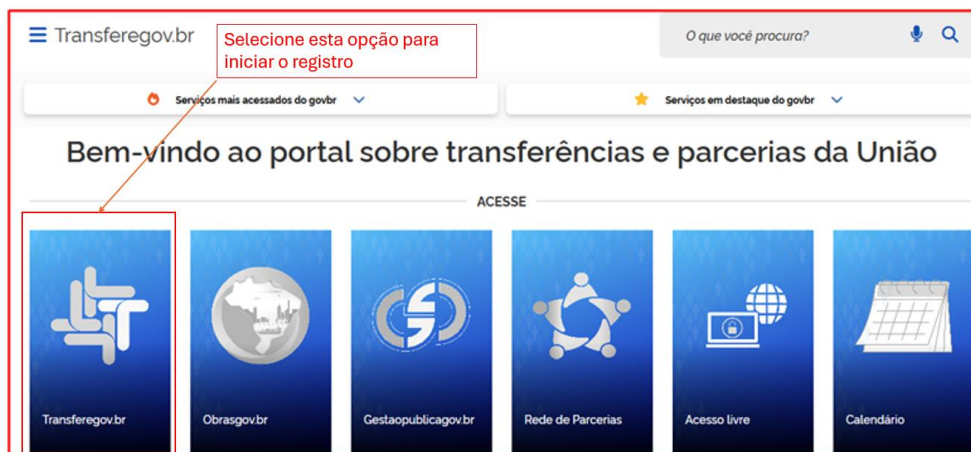 Transferegov.br
Selecione esta opção para
iniciar o registro
O que você procura?
Serviços mais acessados do govbr
Serviços em destaque do govbr
Bem-vindo ao portal sobre transferências e parcerias da União
ACESSE
Transferegov.br
Obrasgov.br
Gestaopublicagov.br
Rede de Parcerias
Acesso livre
Calendário